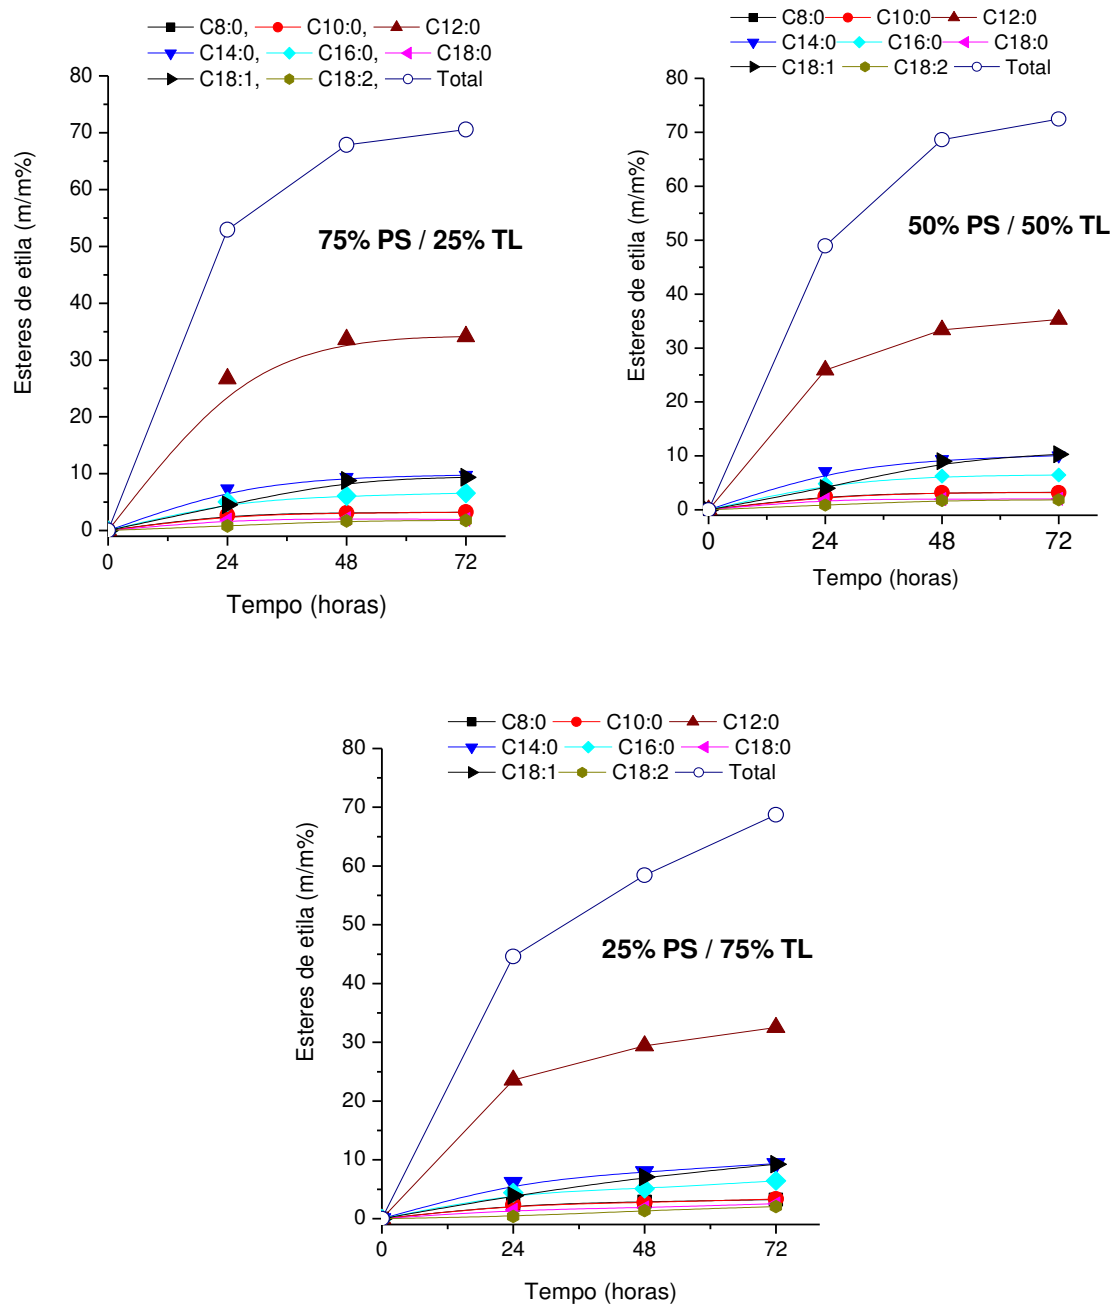 C8:0, C10:0, C12:0
C14:0, C16:0, C18:0
C18:1, C18:2, Total
80
70
60
50
40
30
20
10
0
Esteres de etila (m/m%)
75% PS / 25% TL
0 24 48 72
Tempo (horas)
C8:0 C10:0 C12:0
C14:0 C16:0 C18:0
C18:1 C18:2 Total
80
70
60
50
40
30
20
10
0
Esteres de etila (m/m%)
50% PS / 50% TL
0 24 48 72
Tempo (horas)
C8:0 C10:0 C12:0
C14:0 C16:0 C18:0
C18:1 C18:2 Total
80
70
60
50
40
30
20
10
0
Esteres de etila (m/m%)
25% PS / 75% TL
0 24 48 72
Tempo (horas)